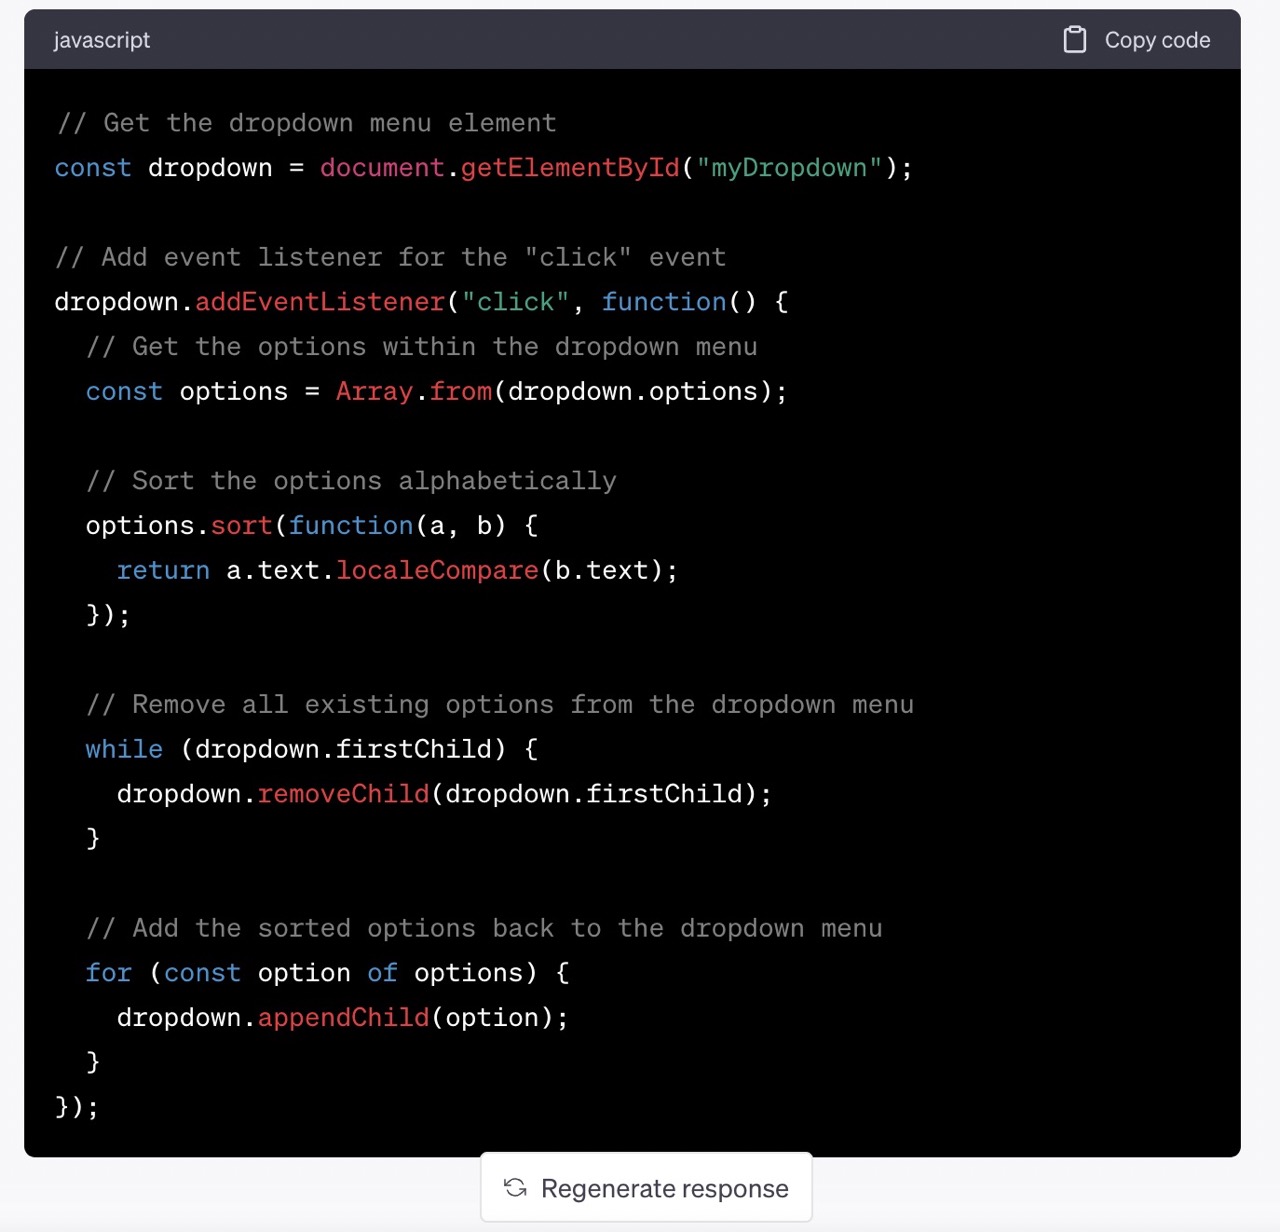 javascript
Copy code
// Get the dropdown menu element
const dropdown = document.getElementById("myDropdown");
// Add event listener for the "click" event
dropdown.addEventListener("click", function() {
  // Get the options within the dropdown menu
  const options = Array.from(dropdown.options);
  // Sort the options alphabetically
  options.sort(function(a, b) {
    return a.text.localeCompare(b.text);
  });
  // Remove all existing options from the dropdown menu
  while (dropdown.firstChild) {
    dropdown.removeChild(dropdown.firstChild);
  }
  // Add the sorted options back to the dropdown menu
  for (const option of options) {
    dropdown.appendChild(option);
  }
});
Regenerate response